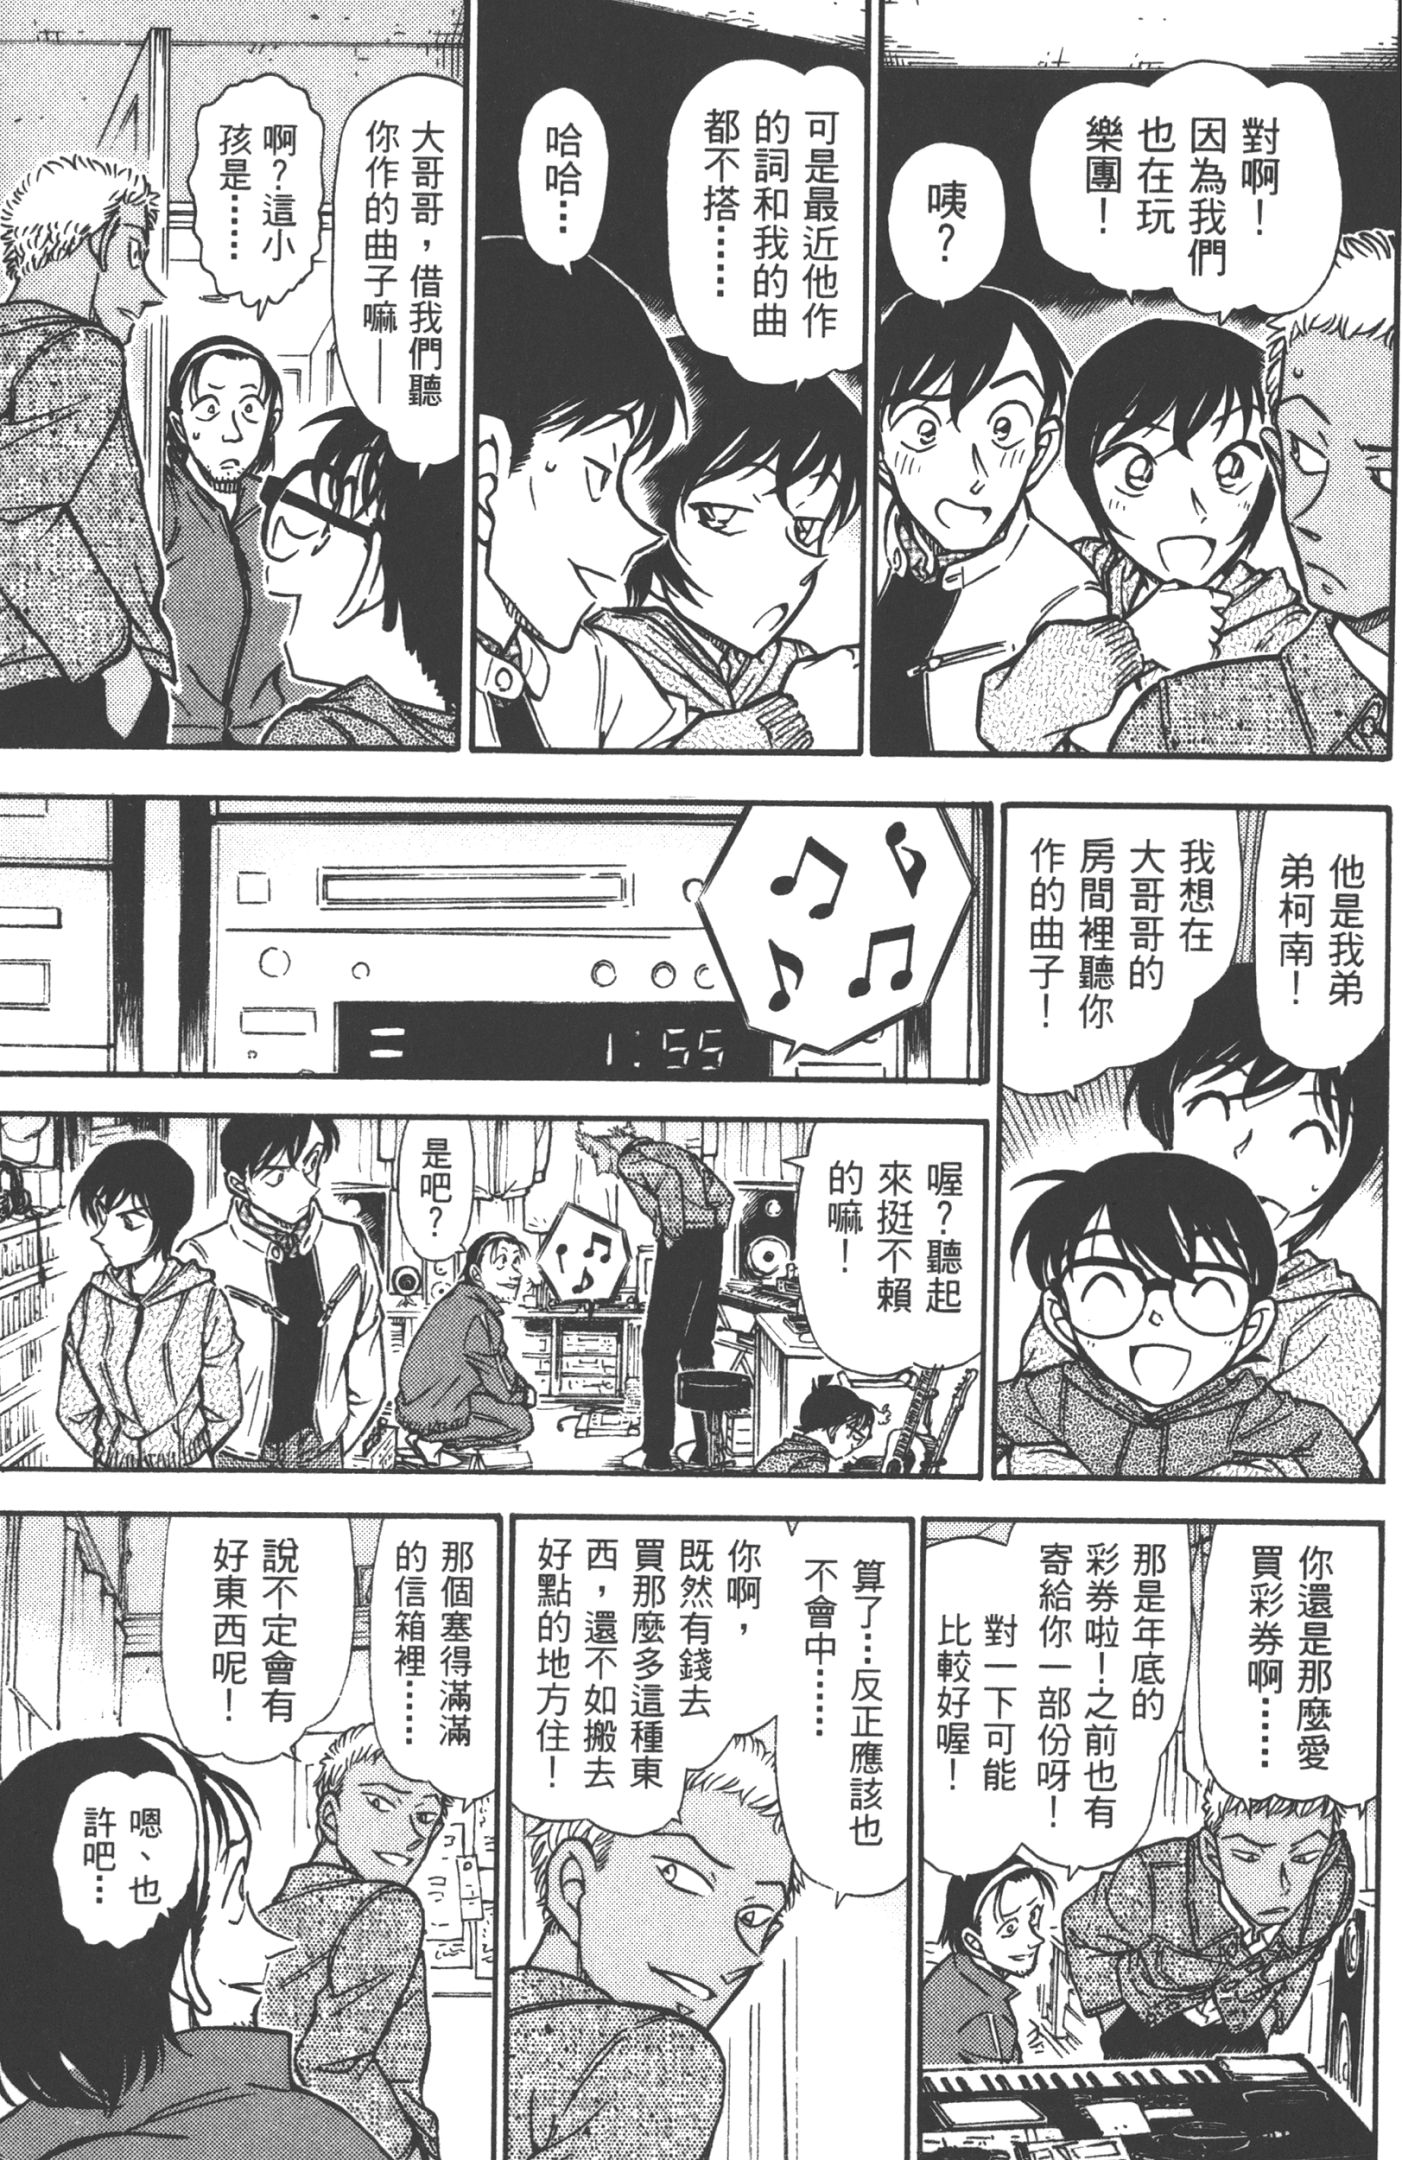 對啊！
因為我們
也在玩
樂團！
咦？
可是最近他作
的詞和我的曲
都不搭……
哈
哈…
大哥哥，借我們聽
你作的曲子嘛——
啊？這小
孩是……
他是我弟
弟柯南！
我想在
大哥哥的
房間裡聽你
作的曲子！
1:55
喔？聽起
來挺不賴
的嘛！
是吧？
你還是那麼愛
買彩券啊……
那是年底的
彩券啦！之前也有
寄給你一部份呀！
對一下可能
比較好喔！
算了…反正應該也
不會中……
你啊，
既然有錢去
買那麼多這種東
西，還不如搬去
好點的地方住！
那個塞得滿滿
的信箱裡……
說不定會有
好東西呢！
嗯、也
許吧…